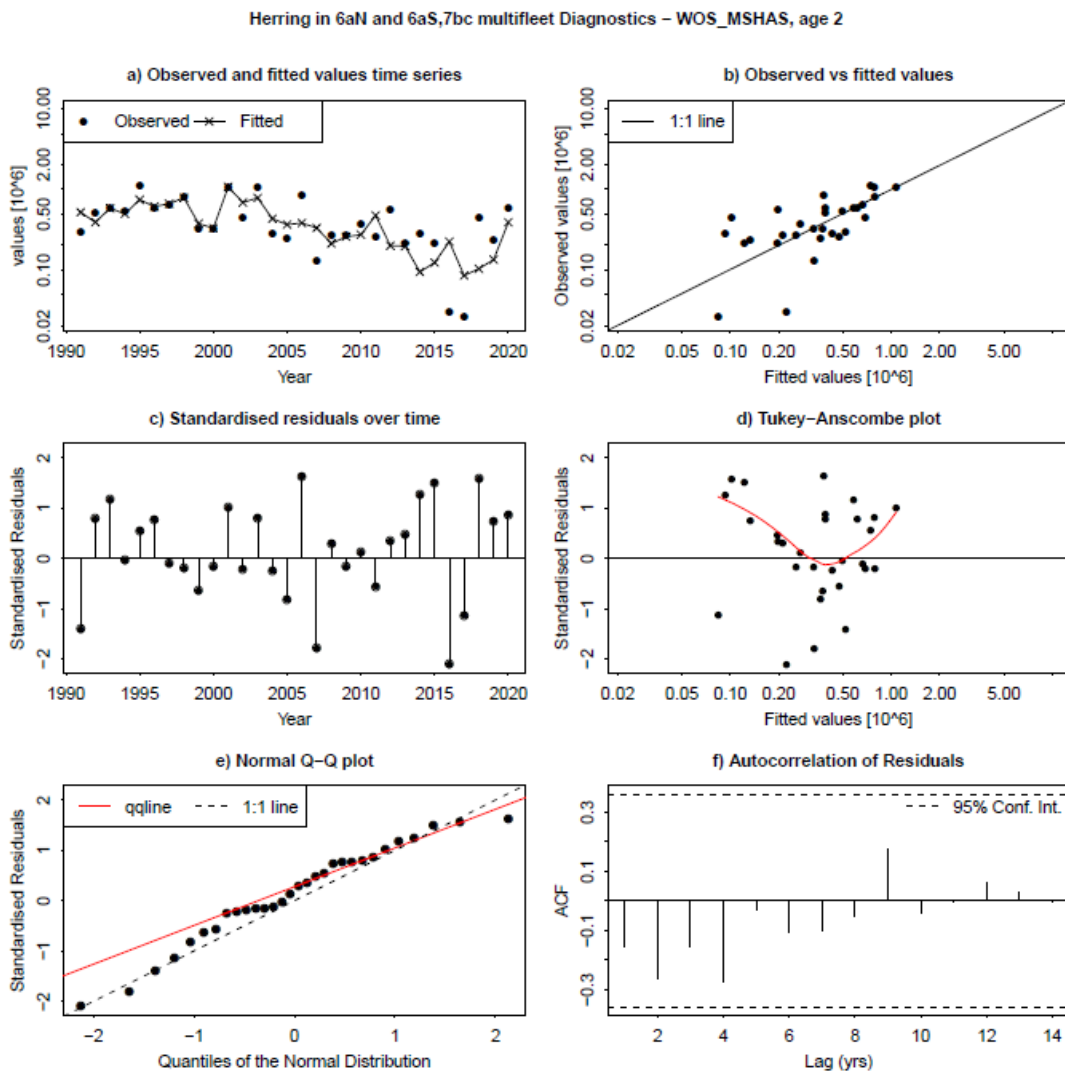 Herring in 6aN and 6aS,7bc multifleet Diagnostics − WOS_MSHAS, age 2
a) Observed and fitted values time series
values [10^6]
10.00
2.00
0.50
0.10
0.02
Observed Fitted
1990 1995 2000 2005 2010 2015 2020
Year
b) Observed vs fitted values
Observed values [10^6]
10.00
2.00
0.50
0.10
0.02
1:1 line
0.02 0.05 0.10 0.20 0.50 1.00 2.00 5.00
Fitted values [10^6]
c) Standardised residuals over time
Standardised Residuals
2
1
0
−1
−2
1990 1995 2000 2005 2010 2015 2020
Year
d) Tukey−Anscombe plot
Standardised Residuals
2
1
0
−1
−2
0.02 0.05 0.10 0.20 0.50 1.00 2.00 5.00
Fitted values [10^6]
e) Normal Q−Q plot
Standardised Residuals
2
1
0
−1
−2
qqline 1:1 line
−2 −1 0 1 2
Quantiles of the Normal Distribution
f) Autocorrelation of Residuals
ACF
0.3
0.1
−0.1
−0.3
95% Conf. Int.
2 4 6 8 10 12 14
Lag (yrs)